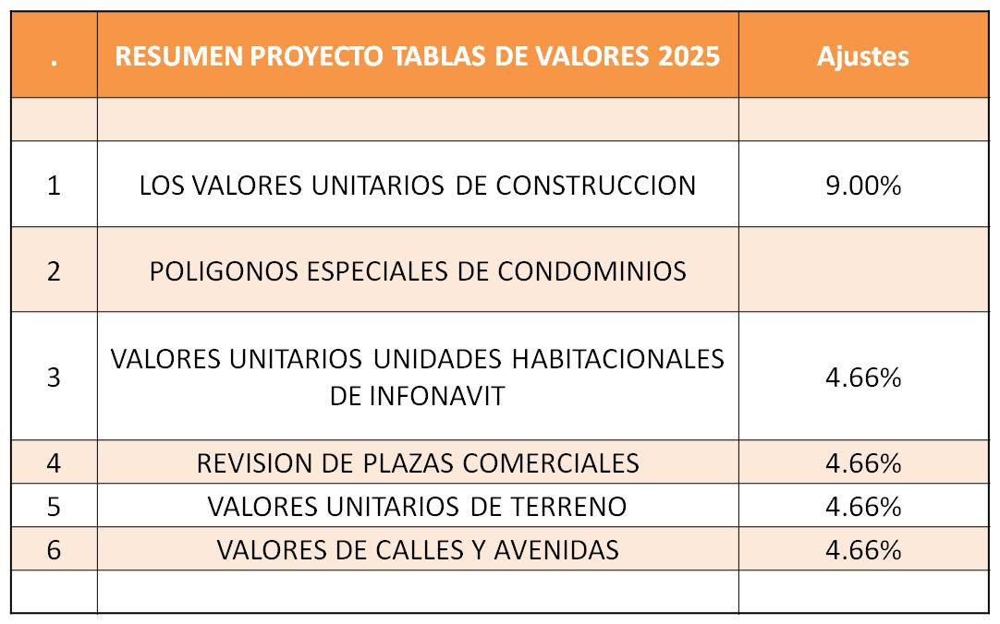 . RESUMEN PROYECTO TABLAS DE VALORES 2025 Ajustes
1 LOS VALORES UNITARIOS DE CONSTRUCCION 9.00%
2 POLIGONOS ESPECIALES DE CONDOMINIOS
3 VALORES UNITARIOS UNIDADES HABITACIONALES
DE INFONAVIT 4.66%
4 REVISION DE PLAZAS COMERCIALES 4.66%
5 VALORES UNITARIOS DE TERRENO 4.66%
6 VALORES DE CALLES Y AVENIDAS 4.66%